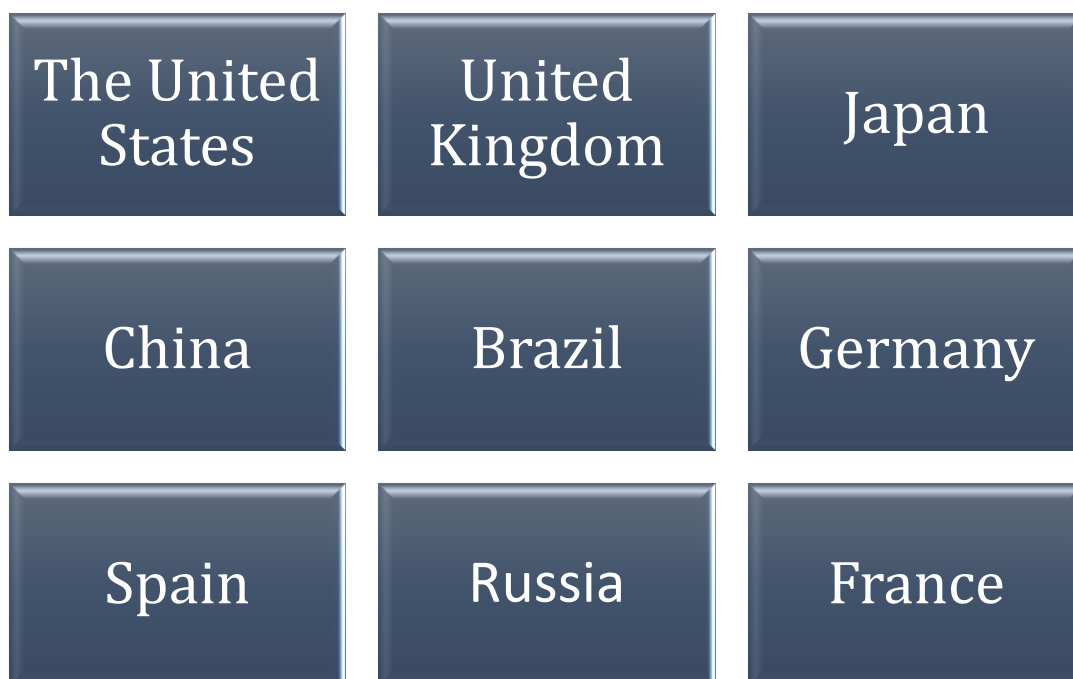 The United
States
United
Kingdom
Japan
China
Brazil
Germany
Spain
Russia
France